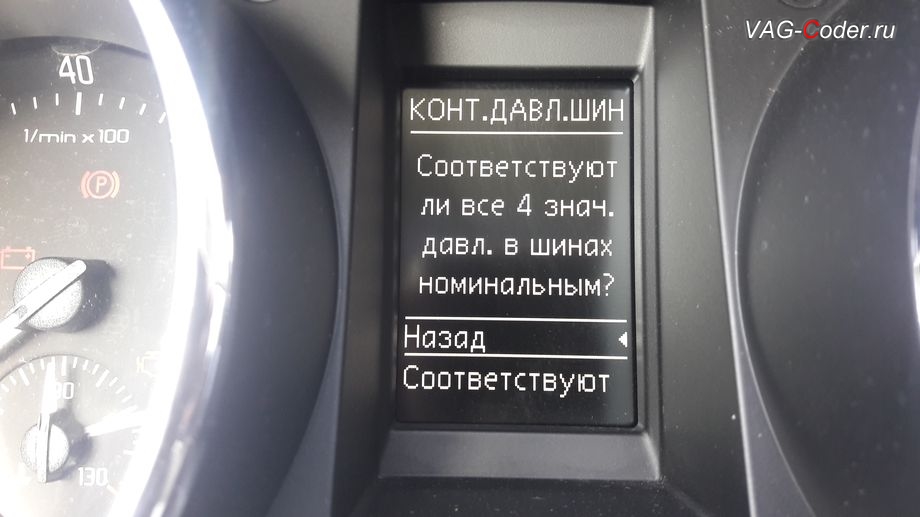 VAG-Coder.ru
40
1/min x 100
P
90
130
КОНТ.ДАВЛ.ШИН
Соответствуют
ли все 4 знач.
давл. в шинах
номинальным?
Назад
Соответствуют